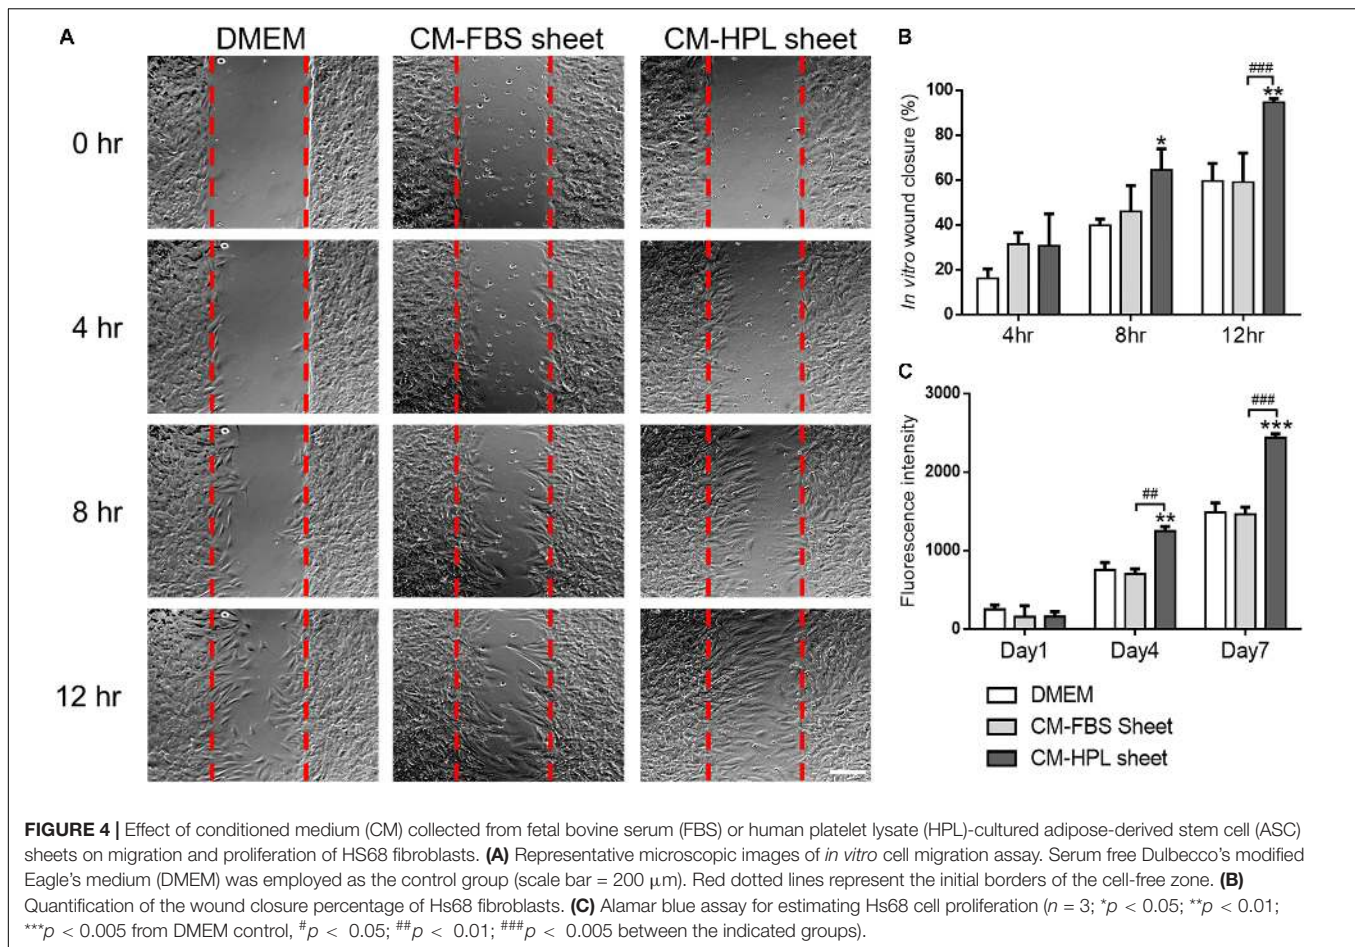 A
DMEM
CM-FBS sheet
CM-HPL sheet
0 hr
4 hr
8 hr
12 hr
B
In vitro wound closure (%)
100
80
60
40
20
0
*
###
**
4hr
8hr
12hr
C
Fluorescence intensity
3000
2000
1000
0
##
**
###
***
Day1
Day4
Day7
DMEM
CM-FBS Sheet
CM-HPL sheet
FIGURE 4 | Effect of conditioned medium (CM) collected from fetal bovine serum (FBS) or human platelet lysate (HPL)-cultured adipose-derived stem cell (ASC)
sheets on migration and proliferation of HS68 fibroblasts. (A) Representative microscopic images of in vitro cell migration assay. Serum free Dulbecco's modified
Eagle's medium (DMEM) was employed as the control group (scale bar = 200 μm). Red dotted lines represent the initial borders of the cell-free zone. (B)
Quantification of the wound closure percentage of Hs68 fibroblasts. (C) Alamar blue assay for estimating Hs68 cell proliferation (n = 3; *p < 0.05; **p < 0.01;
***p < 0.005 from DMEM control, #p < 0.05; ##p < 0.01; ###p < 0.005 between the indicated groups).